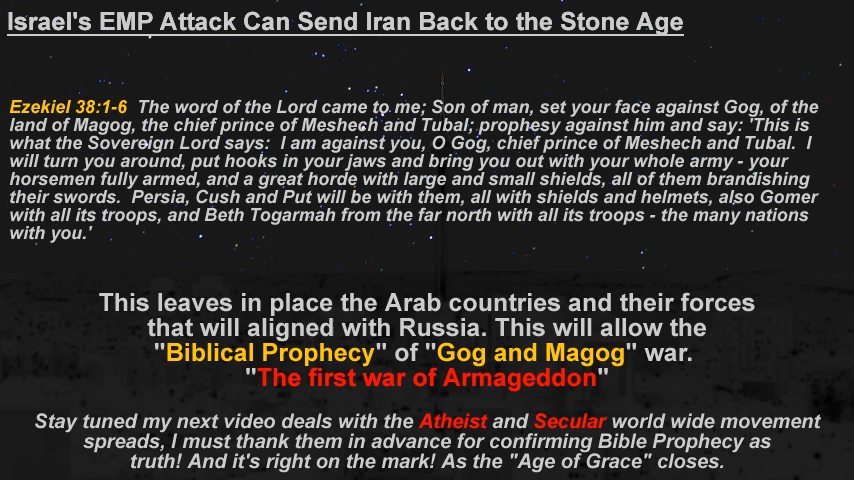 Israel's EMP Attack Can Send Iran Back to the Stone Age
Ezekiel 38:1-6 The word of the Lord came to me; Son of man, set your face against Gog, of the
land of Magog, the chief prince of Meshech and Tubal; prophesy against him and say: 'This is
what the Sovereign Lord says: I am against you, O Gog, chief prince of Meshech and Tubal. I
will turn you around, put hooks in your jaws and bring you out with your whole army - your
horsemen fully armed, and a great horde with large and small shields, all of them brandishing
their swords. Persia, Cush and Put will be with them, all with shields and helmets, also Gomer
with all its troops, and Beth Togarmah from the far north with all its troops - the many nations
with you.'
This leaves in place the Arab countries and their forces
that will aligned with Russia. This will allow the
"Biblical Prophecy" of "Gog and Magog" war.
"The first war of Armageddon"
Stay tuned my next video deals with the Atheist and Secular world wide movement
spreads, I must thank them in advance for confirming Bible Prophecy as
truth! And it's right on the mark! As the "Age of Grace" closes.